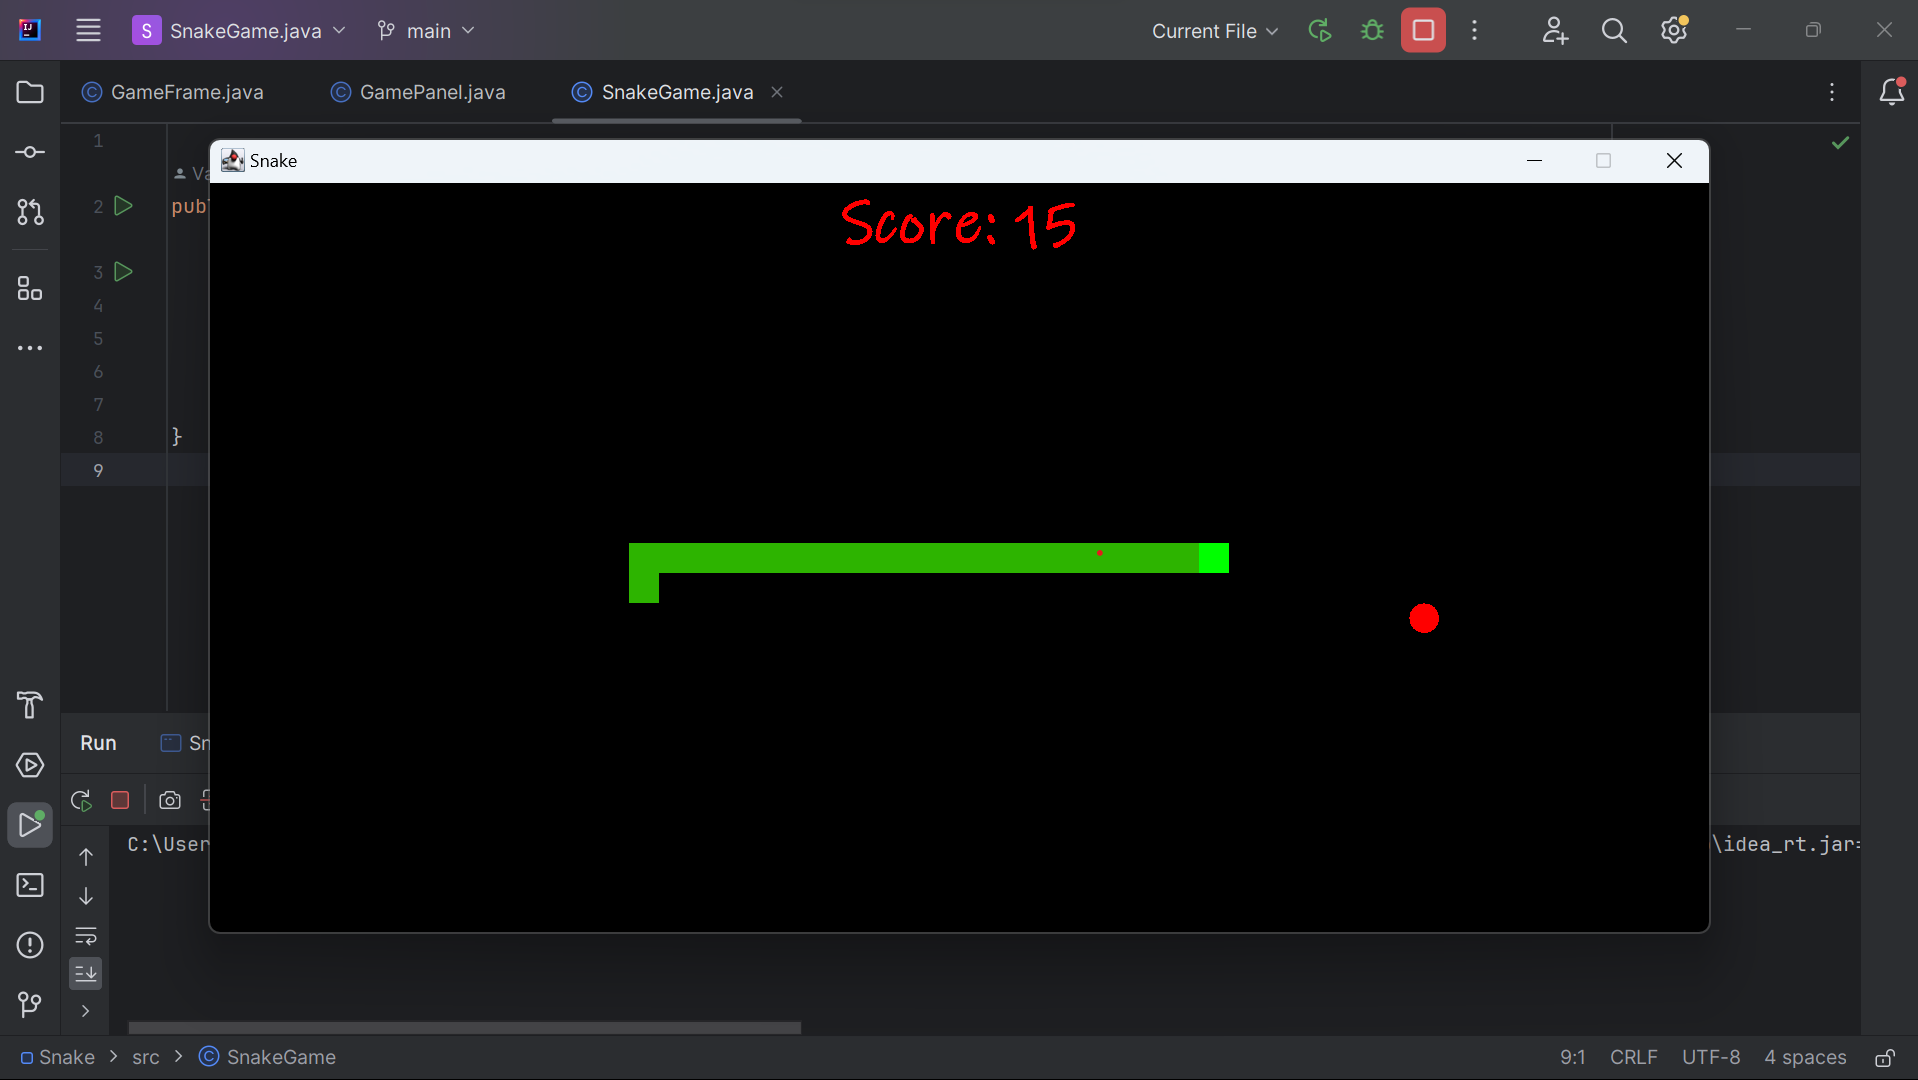 S SnakeGame.java main Current File
GameFrame.java GamePanel.java SnakeGame.java
1
Snake
2 pub
Score: 15
3
4
5
6
7
8 }
9
Run
C:\User \idea_rt.jar=
Snake > src > SnakeGame 9:1 CRLF UTF-8 4 spaces